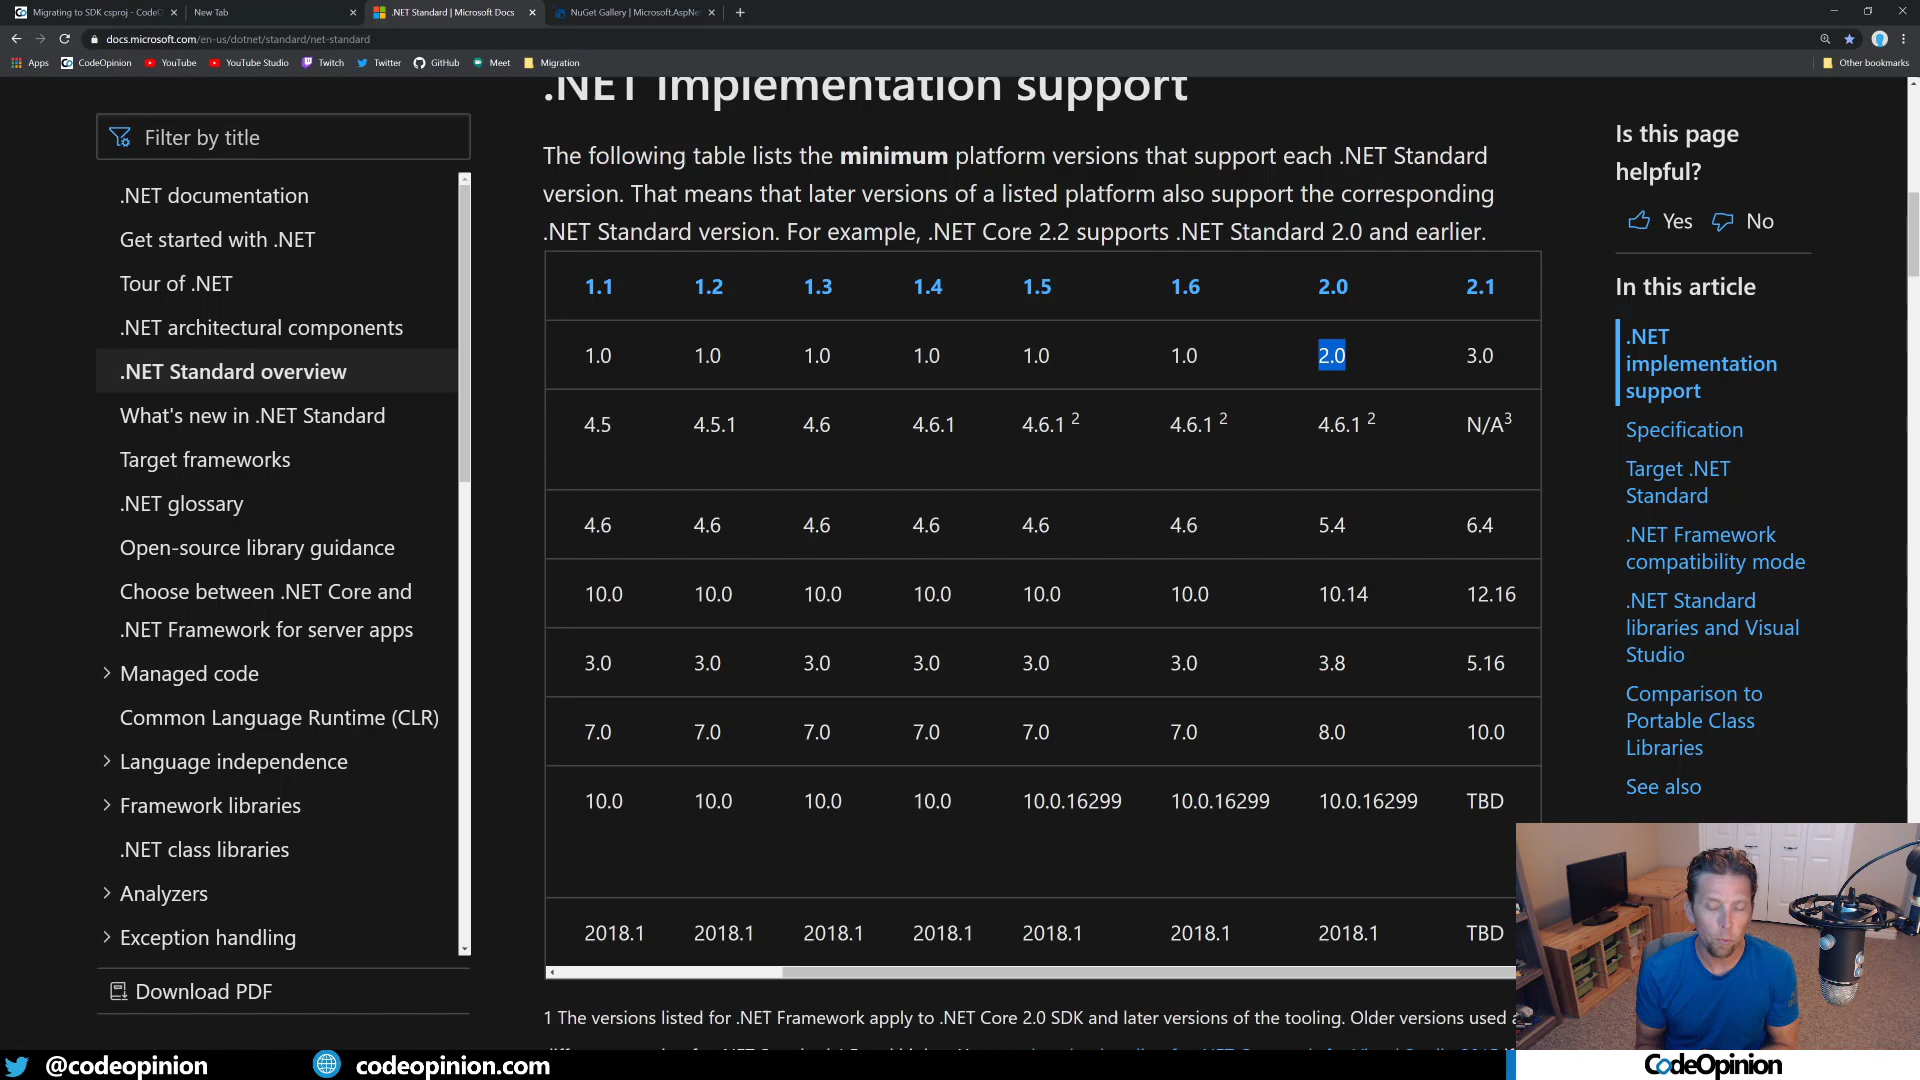 Migrating to SDK csproj - CodeO
New Tab
.NET Standard | Microsoft Docs
NuGet Gallery | Microsoft.AspNe
docs.microsoft.com/en-us/dotnet/standard/net-standard
Apps
CodeOpinion
YouTube
YouTube Studio
Twitch
Twitter
GitHub
Meet
Migration
Other bookmarks
Filter by title
.NET documentation
Get started with .NET
Tour of .NET
.NET architectural components
.NET Standard overview
What's new in .NET Standard
Target frameworks
.NET glossary
Open-source library guidance
Choose between .NET Core and
.NET Framework for server apps
Managed code
Common Language Runtime (CLR)
Language independence
Framework libraries
.NET class libraries
Analyzers
Exception handling
Download PDF
.NET implementation support
The following table lists the minimum platform versions that support each .NET Standard
version. That means that later versions of a listed platform also support the corresponding
.NET Standard version. For example, .NET Core 2.2 supports .NET Standard 2.0 and earlier.
1.1 1.2 1.3 1.4 1.5 1.6 2.0 2.1
1.0 1.0 1.0 1.0 1.0 1.0 2.0 3.0
4.5 4.5.1 4.6 4.6.1 4.6.1 2 4.6.1 2 4.6.1 2 N/A3
4.6 4.6 4.6 4.6 4.6 4.6 5.4 6.4
10.0 10.0 10.0 10.0 10.0 10.0 10.14 12.16
3.0 3.0 3.0 3.0 3.0 3.0 3.8 5.16
7.0 7.0 7.0 7.0 7.0 7.0 8.0 10.0
10.0 10.0 10.0 10.0 10.0.16299 10.0.16299 10.0.16299 TBD
2018.1 2018.1 2018.1 2018.1 2018.1 2018.1 2018.1 TBD
1 The versions listed for .NET Framework apply to .NET Core 2.0 SDK and later versions of the tooling. Older versions used
Is this page
helpful?
Yes No
In this article
.NET
implementation
support
Specification
Target .NET
Standard
.NET Framework
compatibility mode
.NET Standard
libraries and Visual
Studio
Comparison to
Portable Class
Libraries
See also
@codeopinion
codeopinion.com
CodeOpinion